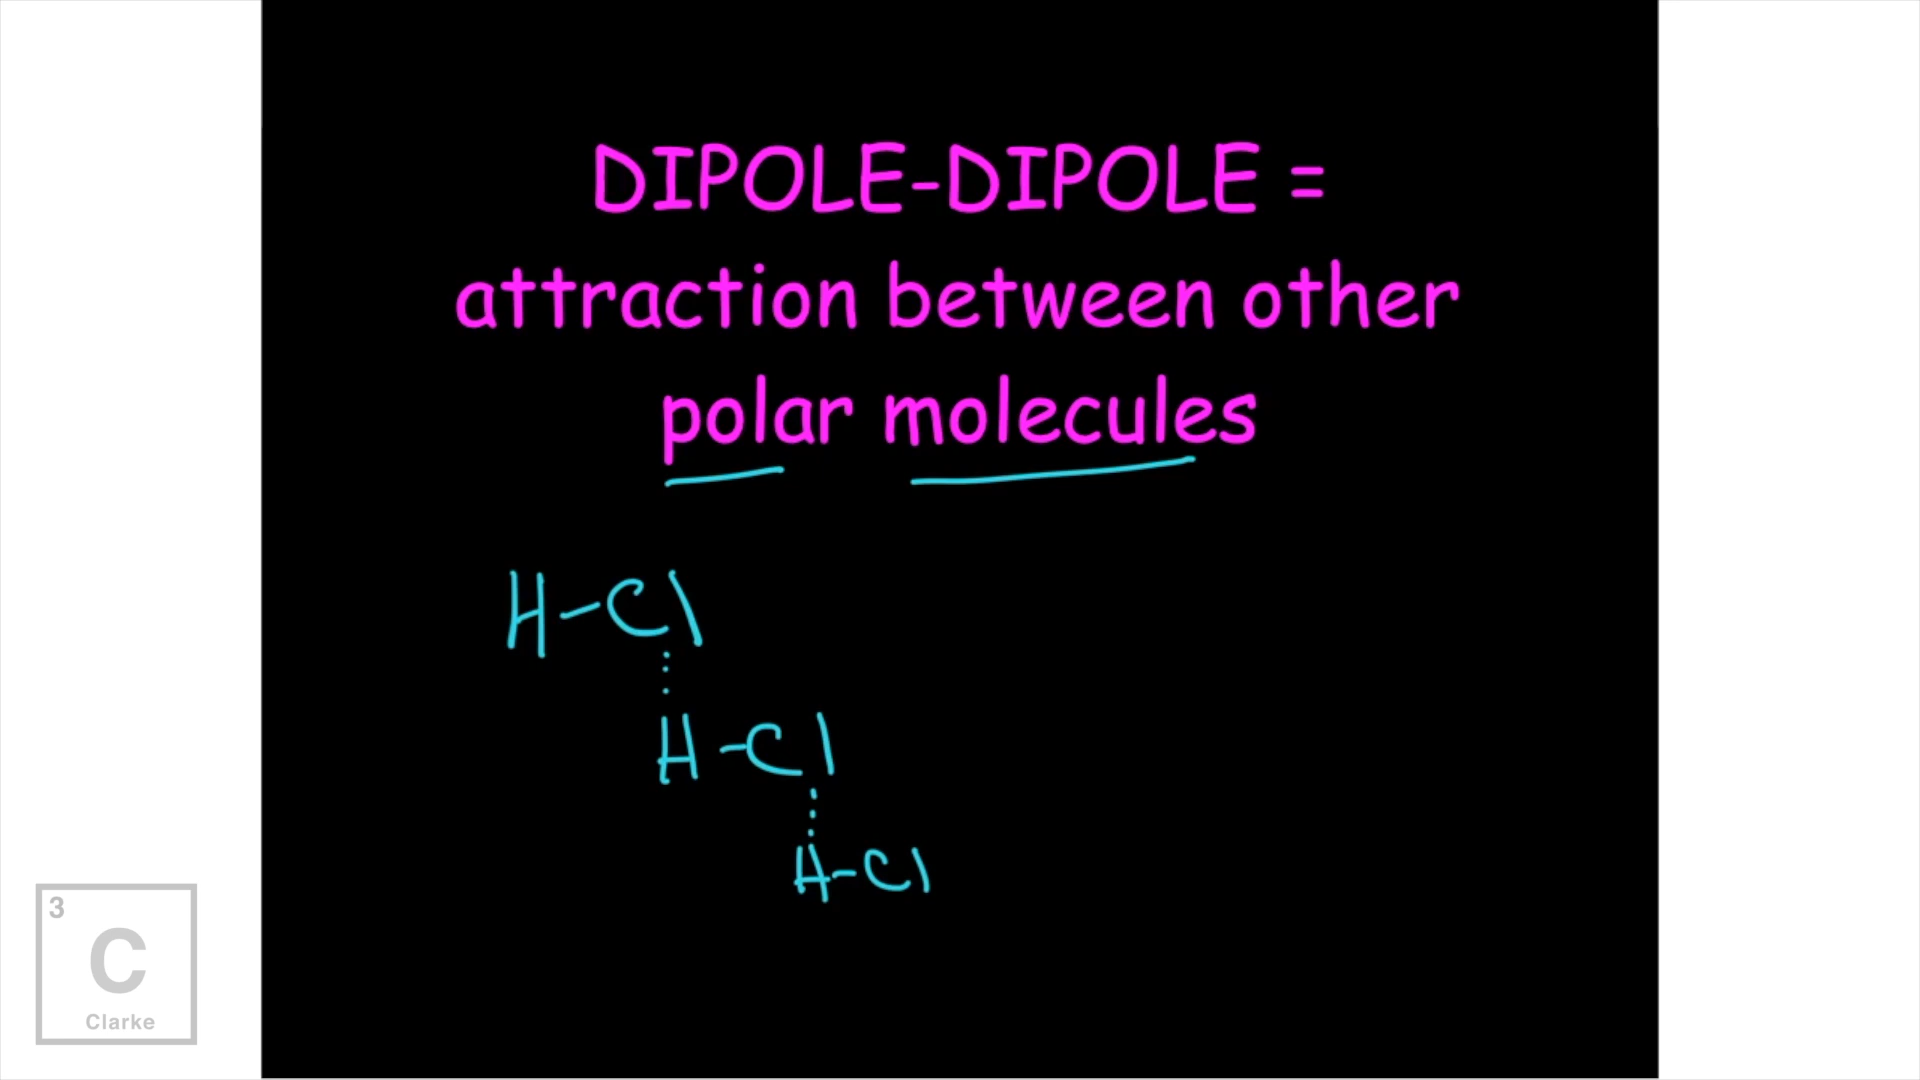 DIPOLE-DIPOLE =
attraction between other
polar molecules
H-Cl
H-Cl
H-Cl
3
C
Clarke